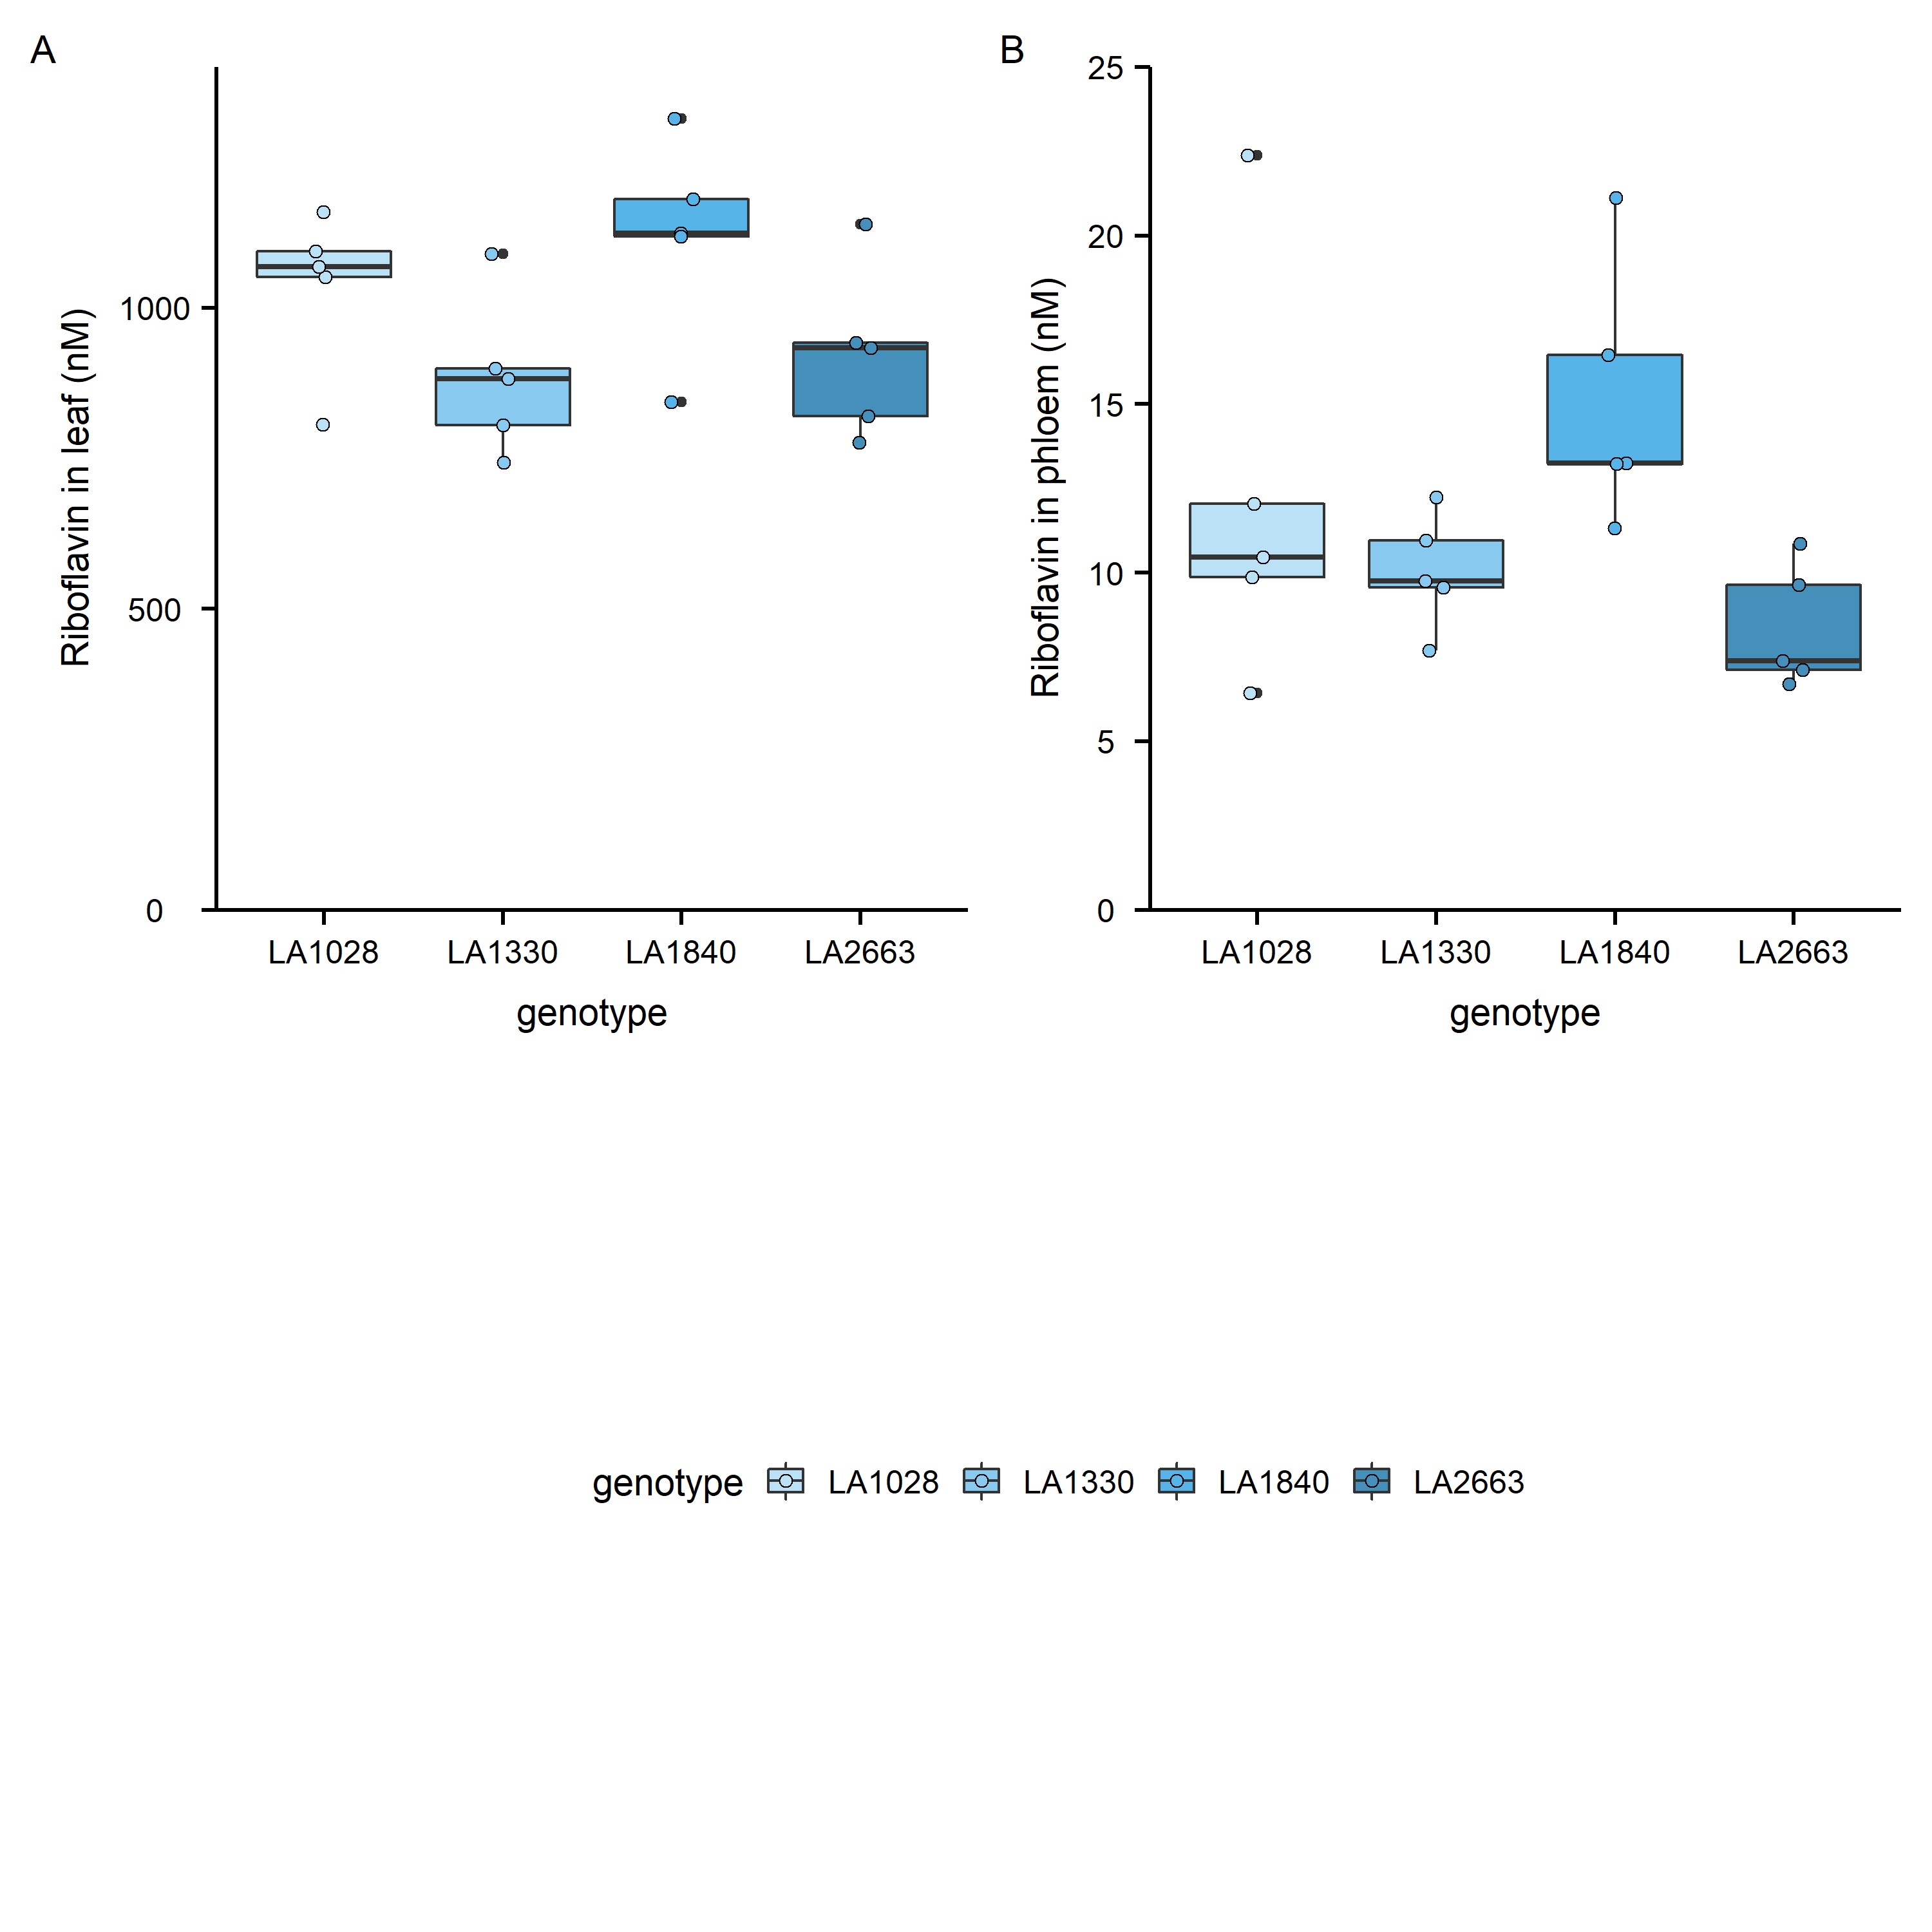 A
Riboflavin in leaf (nM)
1000
500
0
LA1028 LA1330 LA1840 LA2663
genotype
B
Riboflavin in phloem (nM)
25
20
15
10
5
0
LA1028 LA1330 LA1840 LA2663
genotype
genotype LA1028 LA1330 LA1840 LA2663